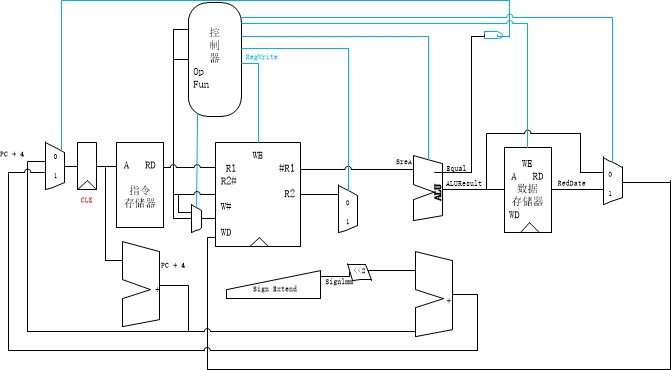 控
制
器
RegWrite
Op
Fun
PC + 4
0
1
CLK
A RD
指令
存储器
WE
R1
#R1
R2#
R2
W#
WD
0
1
SreA
Equal
ALU
ALUResult
WE
A RD
数据
存储器
WD
RedDate
0
1
PC + 4
+
Sign Extend
Signlmm
<<2
+